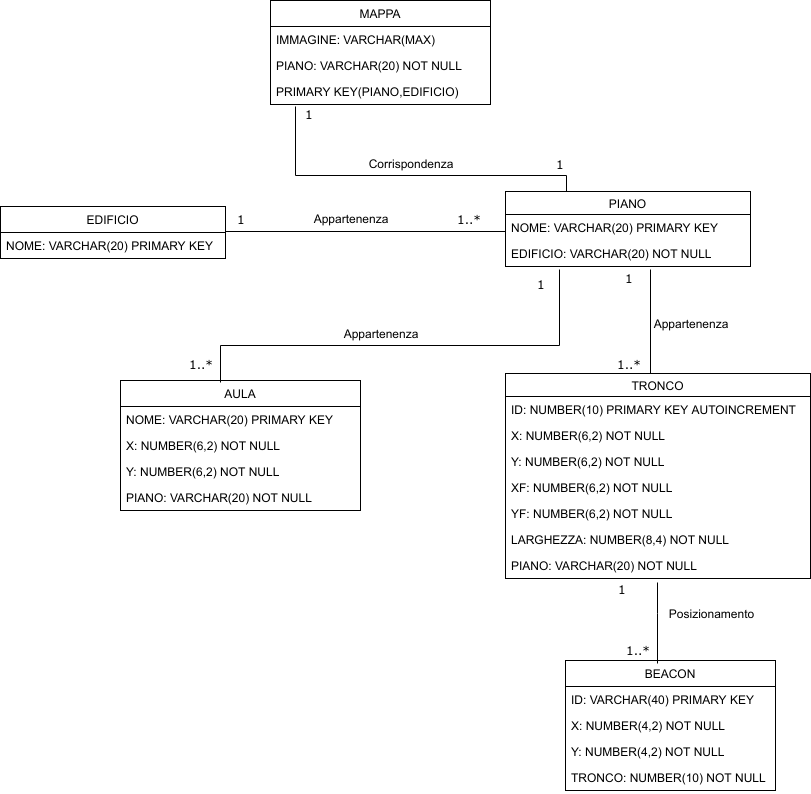 MAPPA
IMMAGINE: VARCHAR(MAX)
PIANO: VARCHAR(20) NOT NULL
PRIMARY KEY(PIANO,EDIFICIO)
1
Corrispondenza
1
EDIFICIO
NOME: VARCHAR(20) PRIMARY KEY
1
Appartenenza
1..*
PIANO
NOME: VARCHAR(20) PRIMARY KEY
EDIFICIO: VARCHAR(20) NOT NULL
1
1
Appartenenza
Appartenenza
1..*
1..*
AULA
NOME: VARCHAR(20) PRIMARY KEY
X: NUMBER(6,2) NOT NULL
Y: NUMBER(6,2) NOT NULL
PIANO: VARCHAR(20) NOT NULL
TRONCO
ID: NUMBER(10) PRIMARY KEY AUTOINCREMENT
X: NUMBER(6,2) NOT NULL
Y: NUMBER(6,2) NOT NULL
XF: NUMBER(6,2) NOT NULL
YF: NUMBER(6,2) NOT NULL
LARGHEZZA: NUMBER(8,4) NOT NULL
PIANO: VARCHAR(20) NOT NULL
1
Posizionamento
1..*
BEACON
ID: VARCHAR(40) PRIMARY KEY
X: NUMBER(4,2) NOT NULL
Y: NUMBER(4,2) NOT NULL
TRONCO: NUMBER(10) NOT NULL